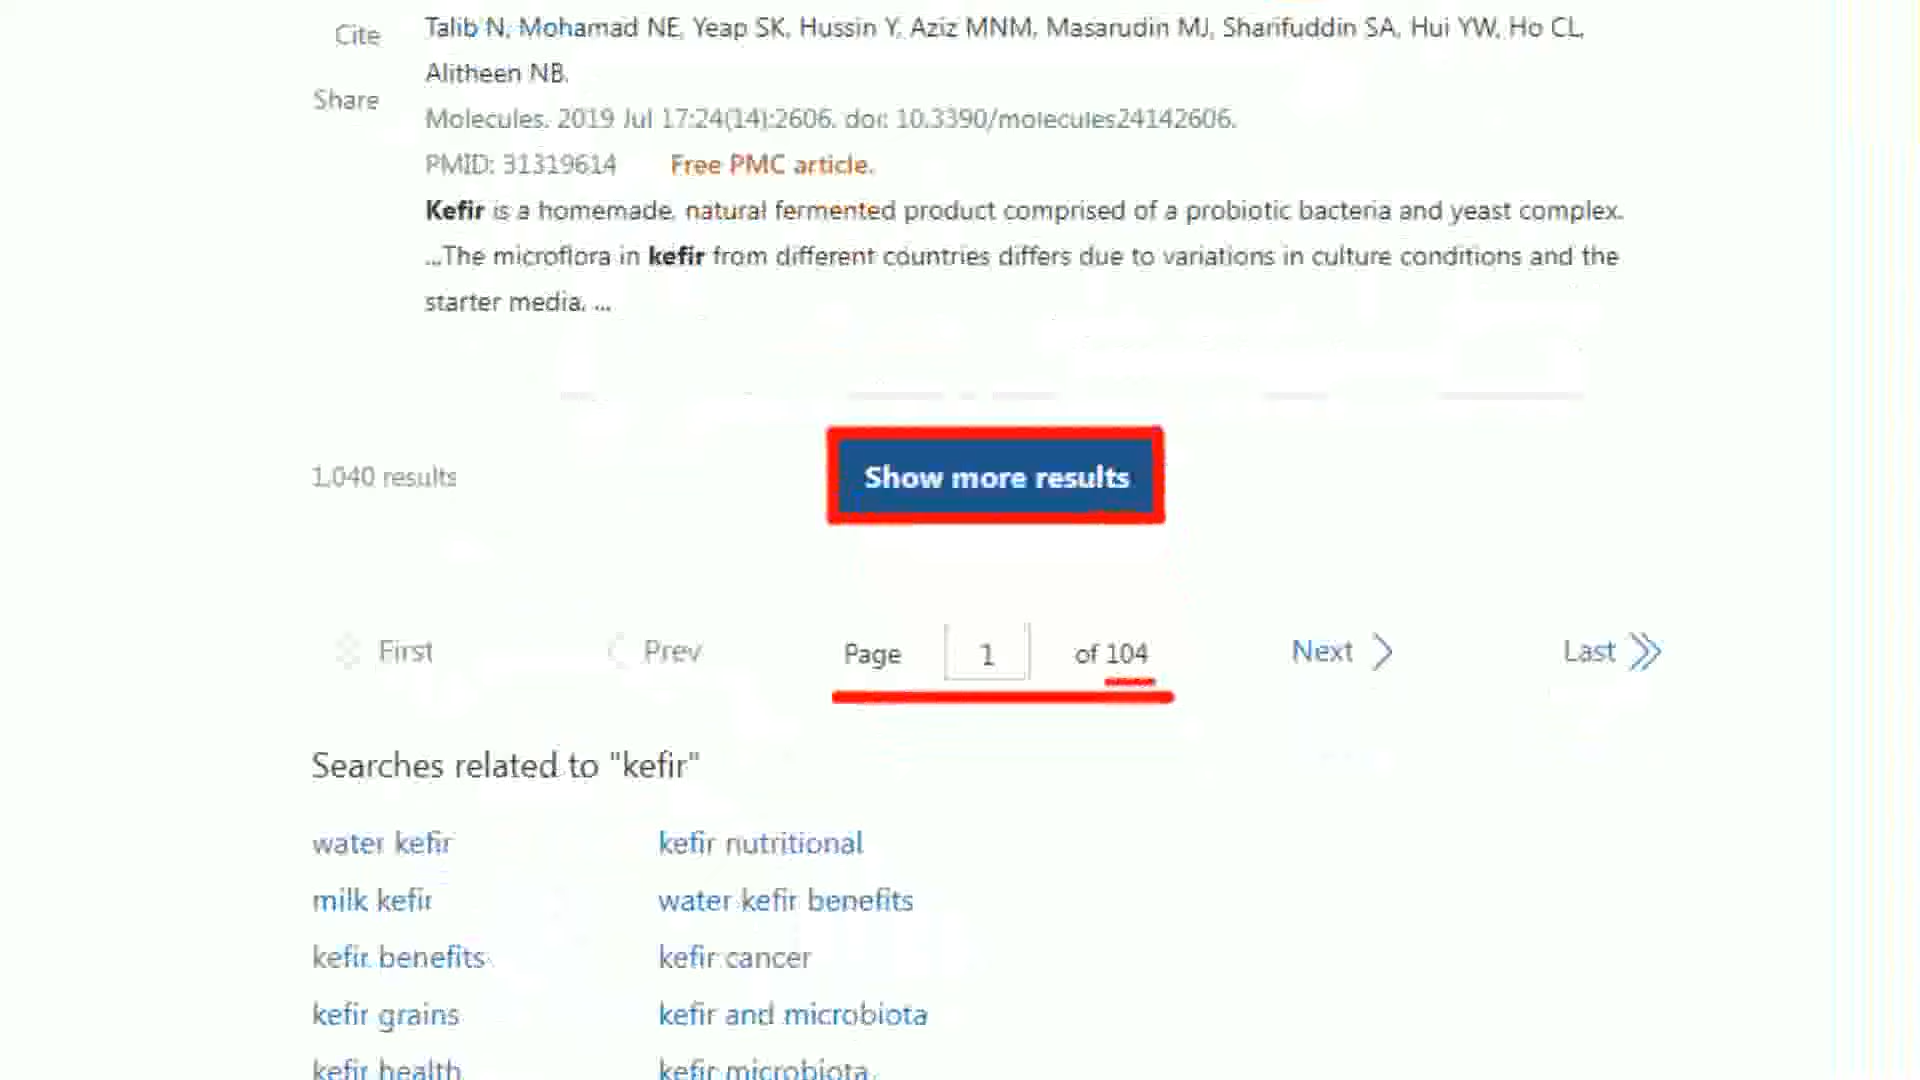 Cite
Talib N, Mohamad NE, Yeap SK, Hussin Y, Aziz MNM, Masarudin MJ, Sharifuddin SA, Hui YW, Ho CL,
Alitheen NB.
Share
Molecules. 2019 Jul 17;24(14):2606. doi: 10.3390/molecules24142606.
PMID: 31319614 Free PMC article.
Kefir is a homemade, natural fermented product comprised of a probiotic bacteria and yeast complex.
...The microflora in kefir from different countries differs due to variations in culture conditions and the
starter media. ...
1,040 results
Show more results
First Prev Page 1 of 104 Next Last
Searches related to "kefir"
water kefir kefir nutritional
milk kefir water kefir benefits
kefir benefits kefir cancer
kefir grains kefir and microbiota
kefir health kefir microbiota